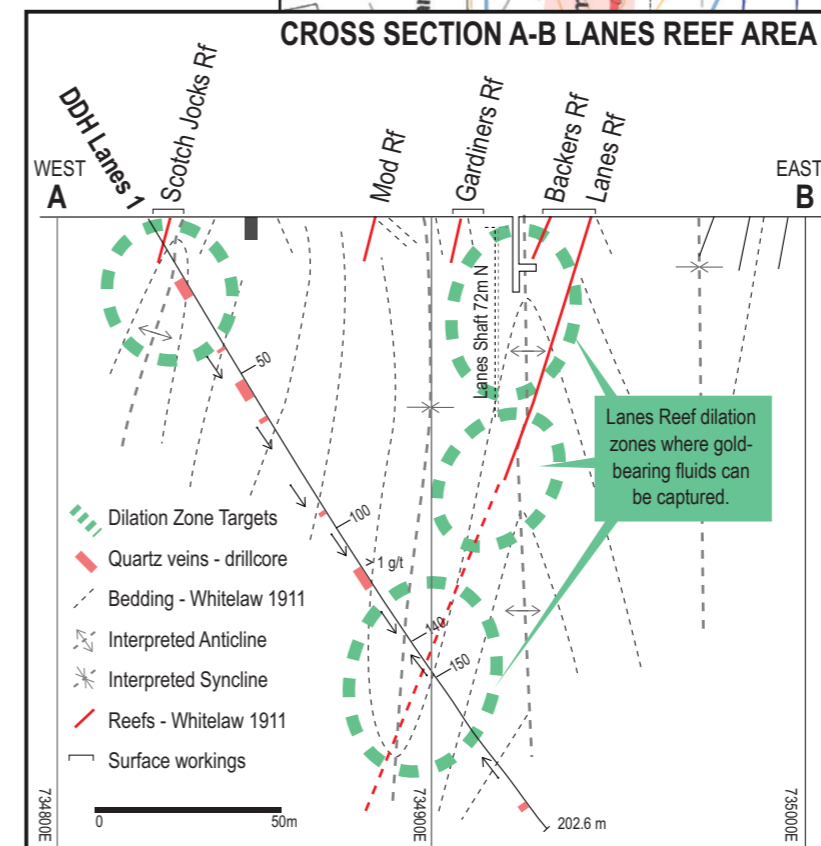 CROSS SECTION A-B LANES REEF AREA
WEST
A
DDH Lanes 1
Scotch Jocks Rf
Mod Rf
Gardiners Rf
Backers Rf
Lanes Rf
EAST
B
Lanes Shaft 72m N
50
100
>1 g/t
140
150
202.6 m
Lanes Reef dilation
zones where gold-
bearing fluids can
be captured.
Dilation Zone Targets
Quartz veins - drillcore
Bedding - Whitelaw 1911
Interpreted Anticline
Interpreted Syncline
Reefs - Whitelaw 1911
Surface workings
0
50m
734800E
734900E
735000E